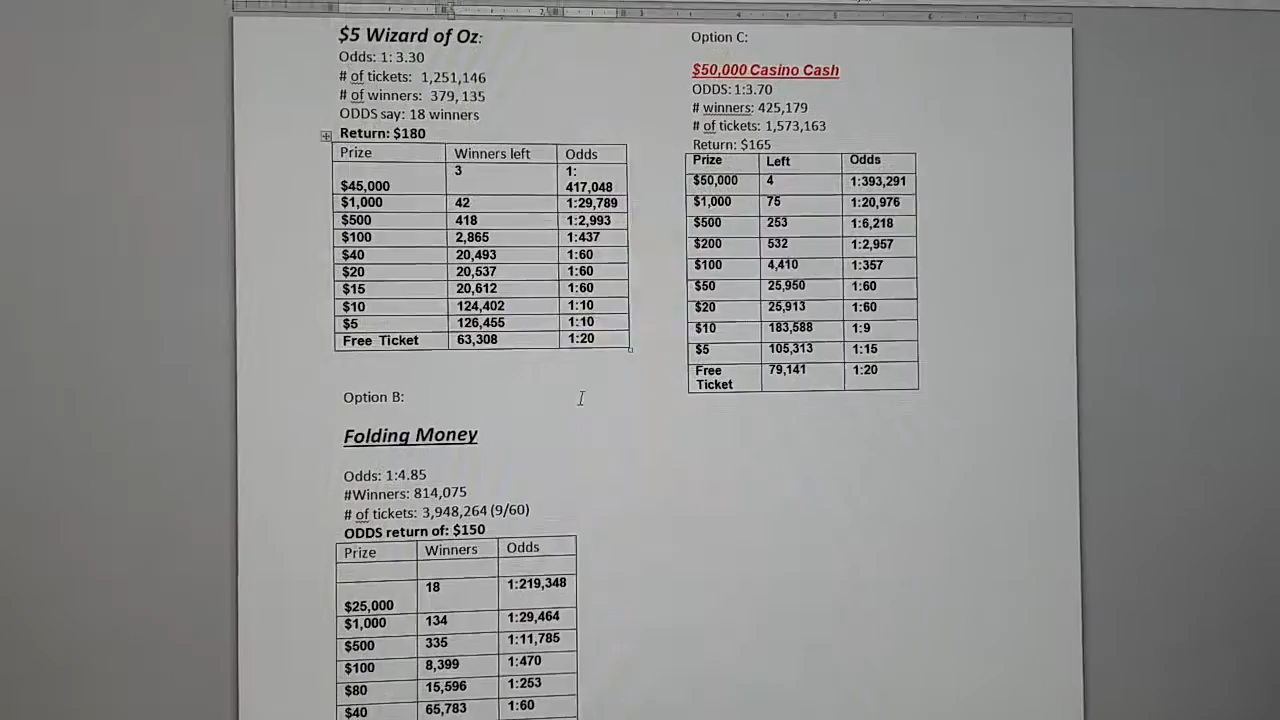 $5 Wizard of Oz:
Odds: 1: 3.30
# of tickets: 1,251,146
# of winners: 379,135
ODDS say: 18 winners
Return: $180
Prize Winners left Odds
$45,000 3 1: 417,048
$1,000 42 1:29,789
$500 418 1:2,993
$100 2,865 1:437
$40 20,493 1:60
$20 20,537 1:60
$15 20,612 1:60
$10 124,402 1:10
$5 126,455 1:10
Free Ticket 63,308 1:20
Option B:
Folding Money
Odds: 1:4.85
#Winners: 814,075
# of tickets: 3,948,264 (9/60)
ODDS return of: $150
Prize Winners Odds
$25,000 18 1:219,348
$1,000 134 1:29,464
$500 335 1:11,785
$100 8,399 1:470
$80 15,596 1:253
$40 65,783 1:60
Option C:
$50,000 Casino Cash
ODDS: 1:3.70
# winners: 425,179
# of tickets: 1,573,163
Return: $165
Prize Left Odds
$50,000 4 1:393,291
$1,000 75 1:20,976
$500 253 1:6,218
$200 532 1:2,957
$100 4,410 1:357
$50 25,950 1:60
$20 25,913 1:60
$10 183,588 1:9
$5 105,313 1:15
Free Ticket 79,141 1:20